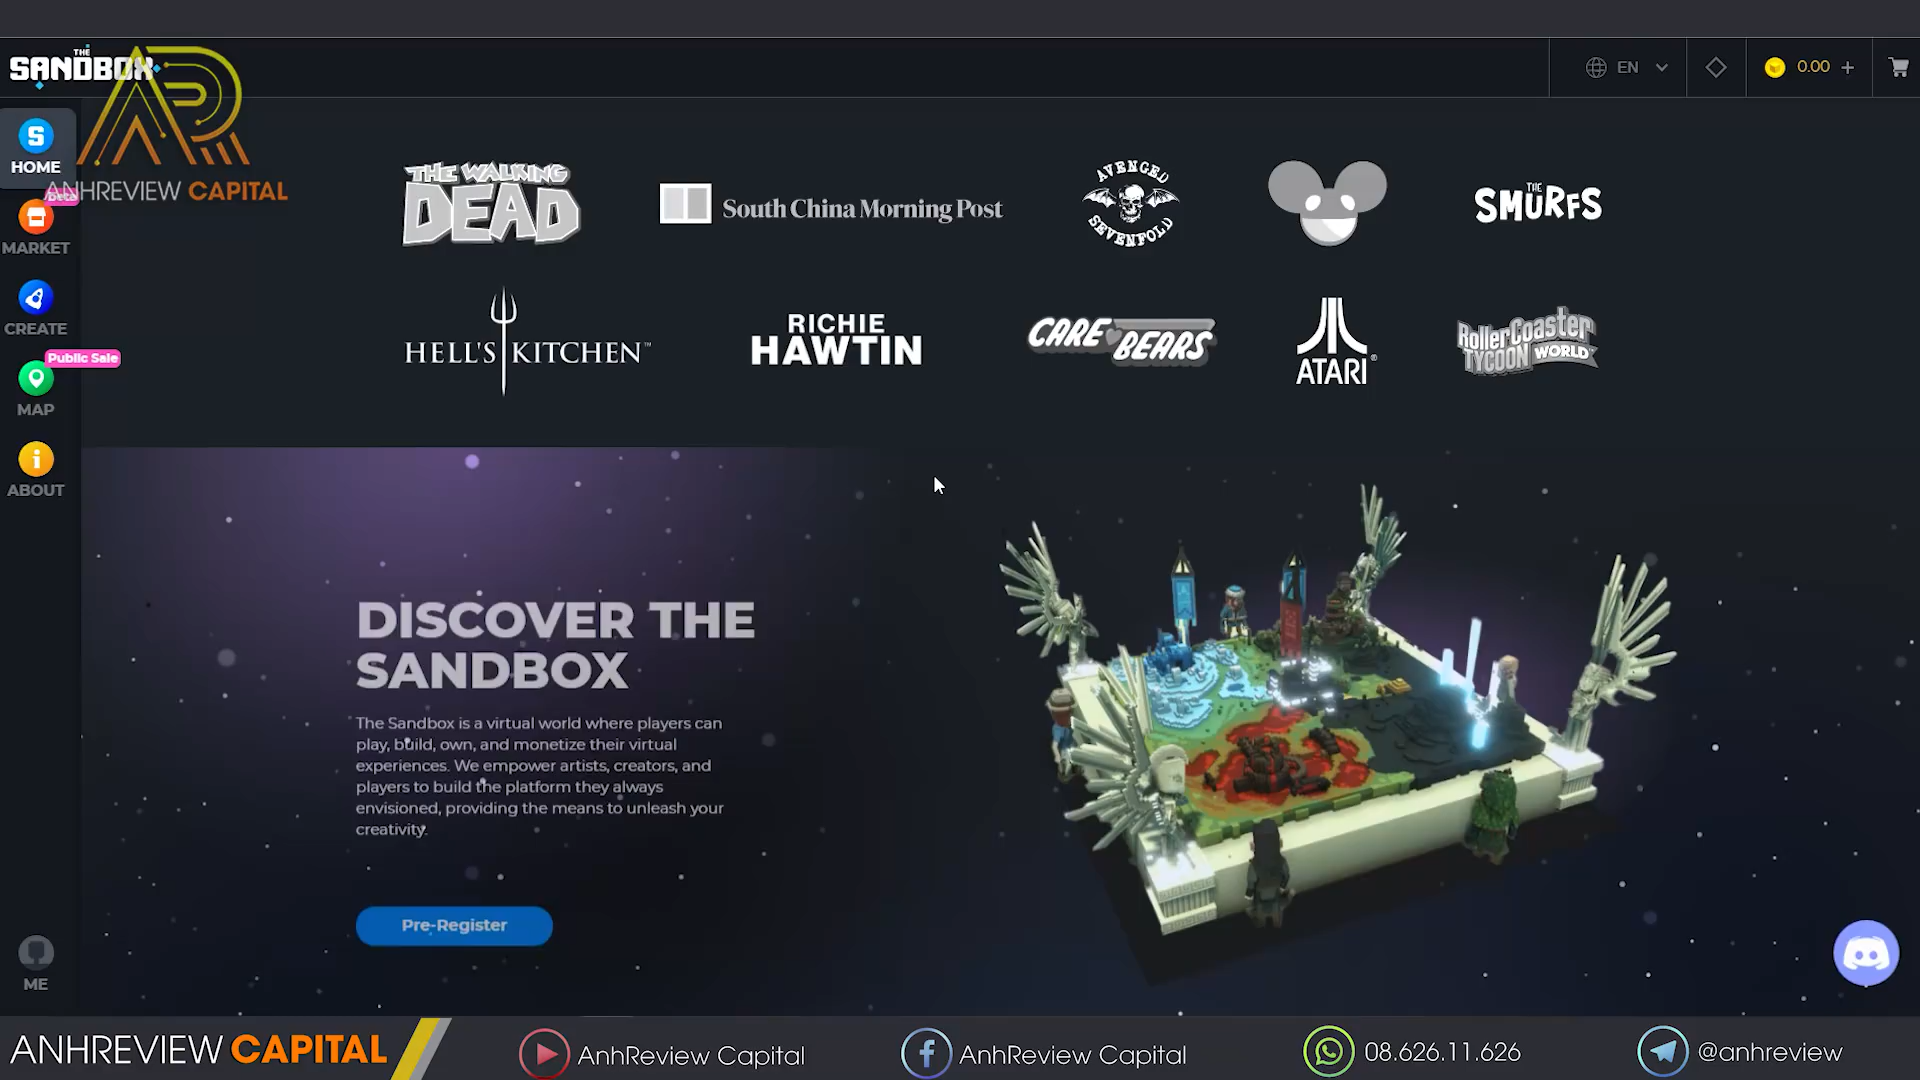 THE
SANDBOX
EN
0.00 +
HOME
ANHREVIEW CAPITAL
Beta
MARKET
CREATE
Public Sale
MAP
ABOUT
ME
THE WALKING
DEAD
South China Morning Post
AVENGED
SEVENFOLD
THE
SMURFS
HELL'S KITCHEN™
RICHIE
HAWTIN
CARE BEARS
ATARI®
RollerCoaster
TYCOON WORLD
DISCOVER THE
SANDBOX
The Sandbox is a virtual world where players can
play, build, own, and monetize their virtual
experiences. We empower artists, creators, and
players to build the platform they always
envisioned, providing the means to unleash your
creativity.
Pre-Register
ANHREVIEW CAPITAL
AnhReview Capital
AnhReview Capital
08.626.11.626
@anhreview